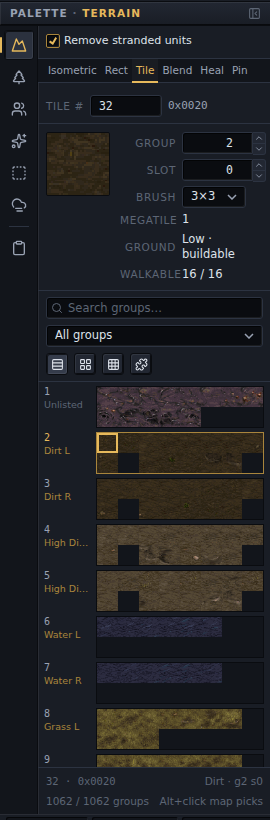 PALETTE · TERRAIN
Remove stranded units
Isometric Rect Tile Blend Heal Pin
TILE # 32 0x0020
GROUP 2
SLOT 0
BRUSH 3×3
MEGATILE 1
GROUND Low · buildable
WALKABLE 16 / 16
Search groups...
All groups
1
Unlisted
2
Dirt L
3
Dirt R
4
High Di...
5
High Di...
6
Water L
7
Water R
8
Grass L
9
32 · 0x0020 Dirt · g2 s0
1062 / 1062 groups Alt+click map picks